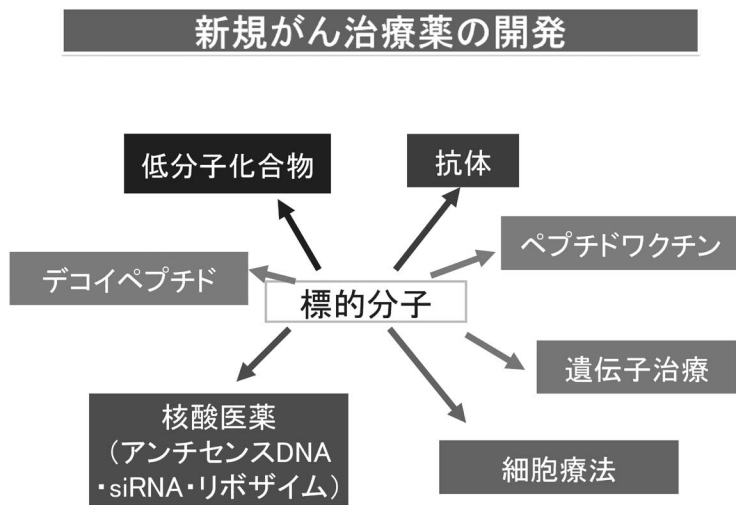 新規がん治療薬の開発
低分子化合物
抗体
ペプチドワクチン
デコイペプチド
標的分子
遺伝子治療
核酸医薬
(アンチセンスDNA
・siRNA・リボザイム)
細胞療法